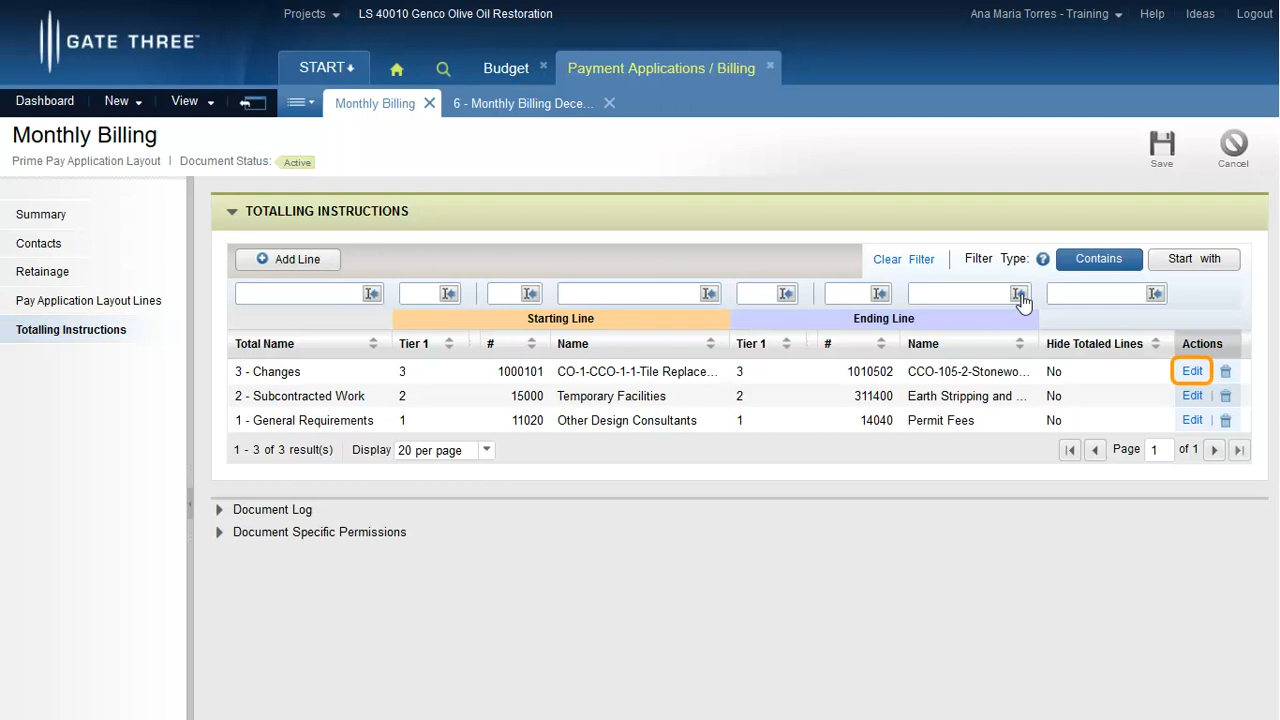 Projects LS 40010 Genco Olive Oil Restoration Ana Maria Torres - Training Help Ideas Logout
GATE THREE
START Budget Payment Applications / Billing
Dashboard New View Monthly Billing 6 - Monthly Billing Dece...
Monthly Billing
Prime Pay Application Layout | Document Status: Active
Save Cancel
Summary
Contacts
Retainage
Pay Application Layout Lines
Totalling Instructions
TOTALLING INSTRUCTIONS
Add Line Clear Filter | Filter Type: Contains Start with
Starting Line Ending Line
Total Name Tier 1 # Name Tier 1 # Name Hide Totaled Lines Actions
3 - Changes 3 1000101 CO-1-CCO-1-1-Tile Replace... 3 1010502 CCO-105-2-Stonewo... No Edit
2 - Subcontracted Work 2 15000 Temporary Facilities 2 311400 Earth Stripping and ... No Edit |
1 - General Requirements 1 11020 Other Design Consultants 1 14040 Permit Fees No Edit |
1 - 3 of 3 result(s) Display 20 per page Page 1 of 1
Document Log
Document Specific Permissions